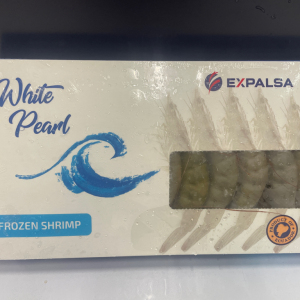 White
Pearl
EXPALSA
FROZEN SHRIMP